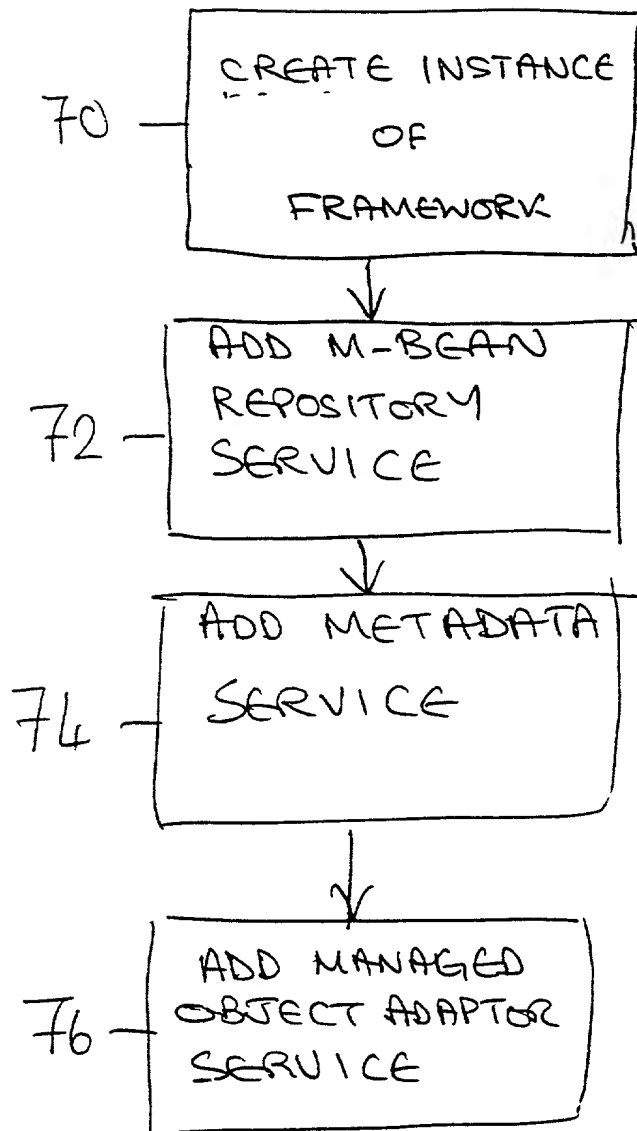 CREATE INSTANCE
70
OF
FRAMEWORK
ADD M-BEAN
REPOSITORY
72
SERVICE
ADD METADATA
SERVICE
74
ADD MANAGED
OBJECT ADAPTOR
76
SERVICE